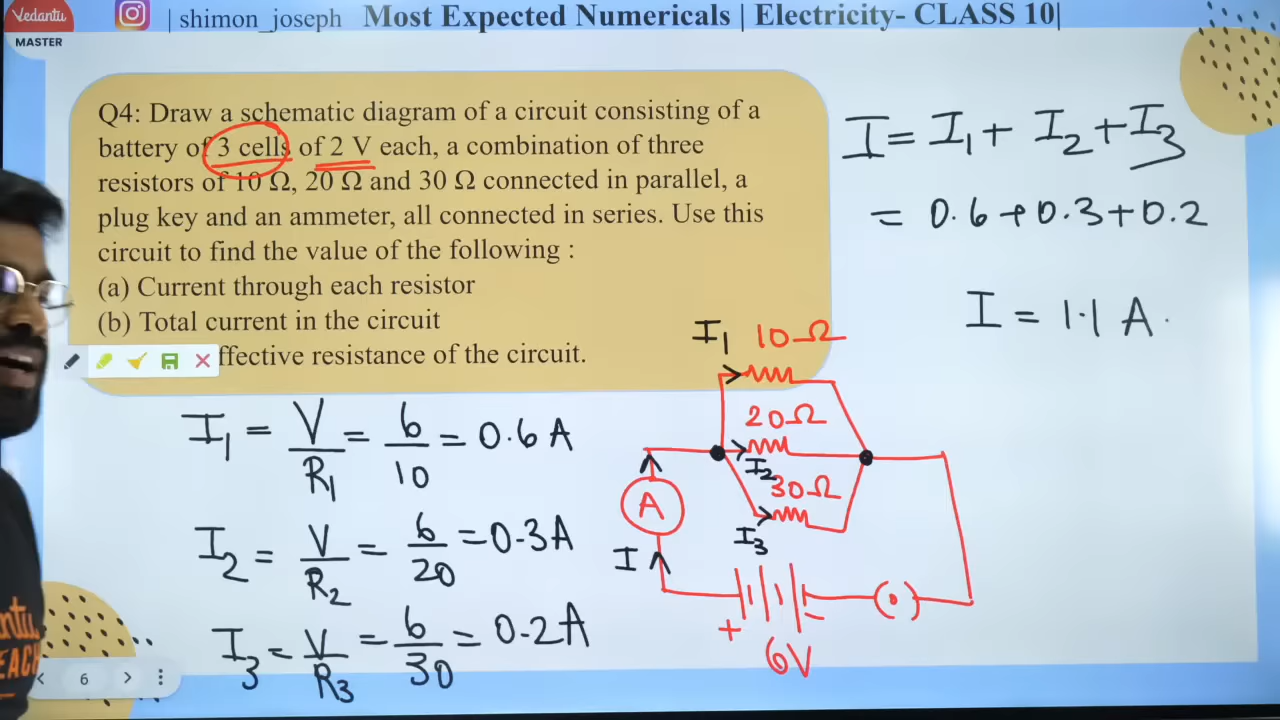 Vedantu
MASTER
| shimon_joseph
Most Expected Numericals | Electricity- CLASS 10|
Q4: Draw a schematic diagram of a circuit consisting of a
battery of 3 cells of 2 V each, a combination of three
resistors of 10 Ω, 20 Ω and 30 Ω connected in parallel, a
plug key and an ammeter, all connected in series. Use this
circuit to find the value of the following :
(a) Current through each resistor
(b) Total current in the circuit
ffective resistance of the circuit.
I = I₁ + I₂ + I₃
= 0.6 + 0.3 + 0.2
I = 1.1 A.
I₁ = V/R₁ = 6/10 = 0.6 A
I₂ = V/R₂ = 6/20 = 0.3A
I₃ = V/R₃ = 6/30 = 0.2A
I₁ 10Ω
20Ω
I₂
30Ω
I₃
A
I
+ −
6V
6